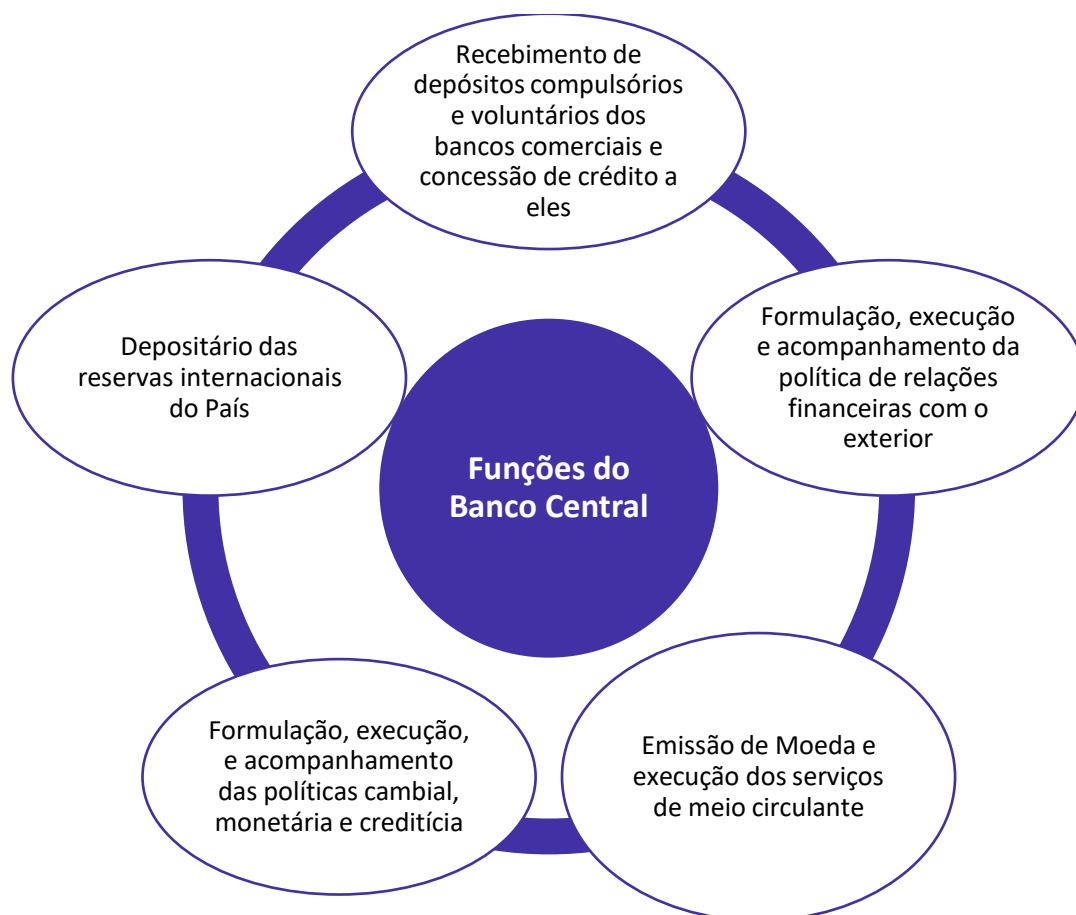 Recebimento de
depósitos compulsórios
e voluntários dos
bancos comerciais e
concessão de crédito a
eles
Formulação, execução
e acompanhamento da
política de relações
financeiras com o
exterior
Emissão de Moeda e
execução dos serviços
de meio circulante
Formulação, execução,
e acompanhamento
das políticas cambial,
monetária e creditícia
Depositário das
reservas internacionais
do País
Funções do
Banco Central